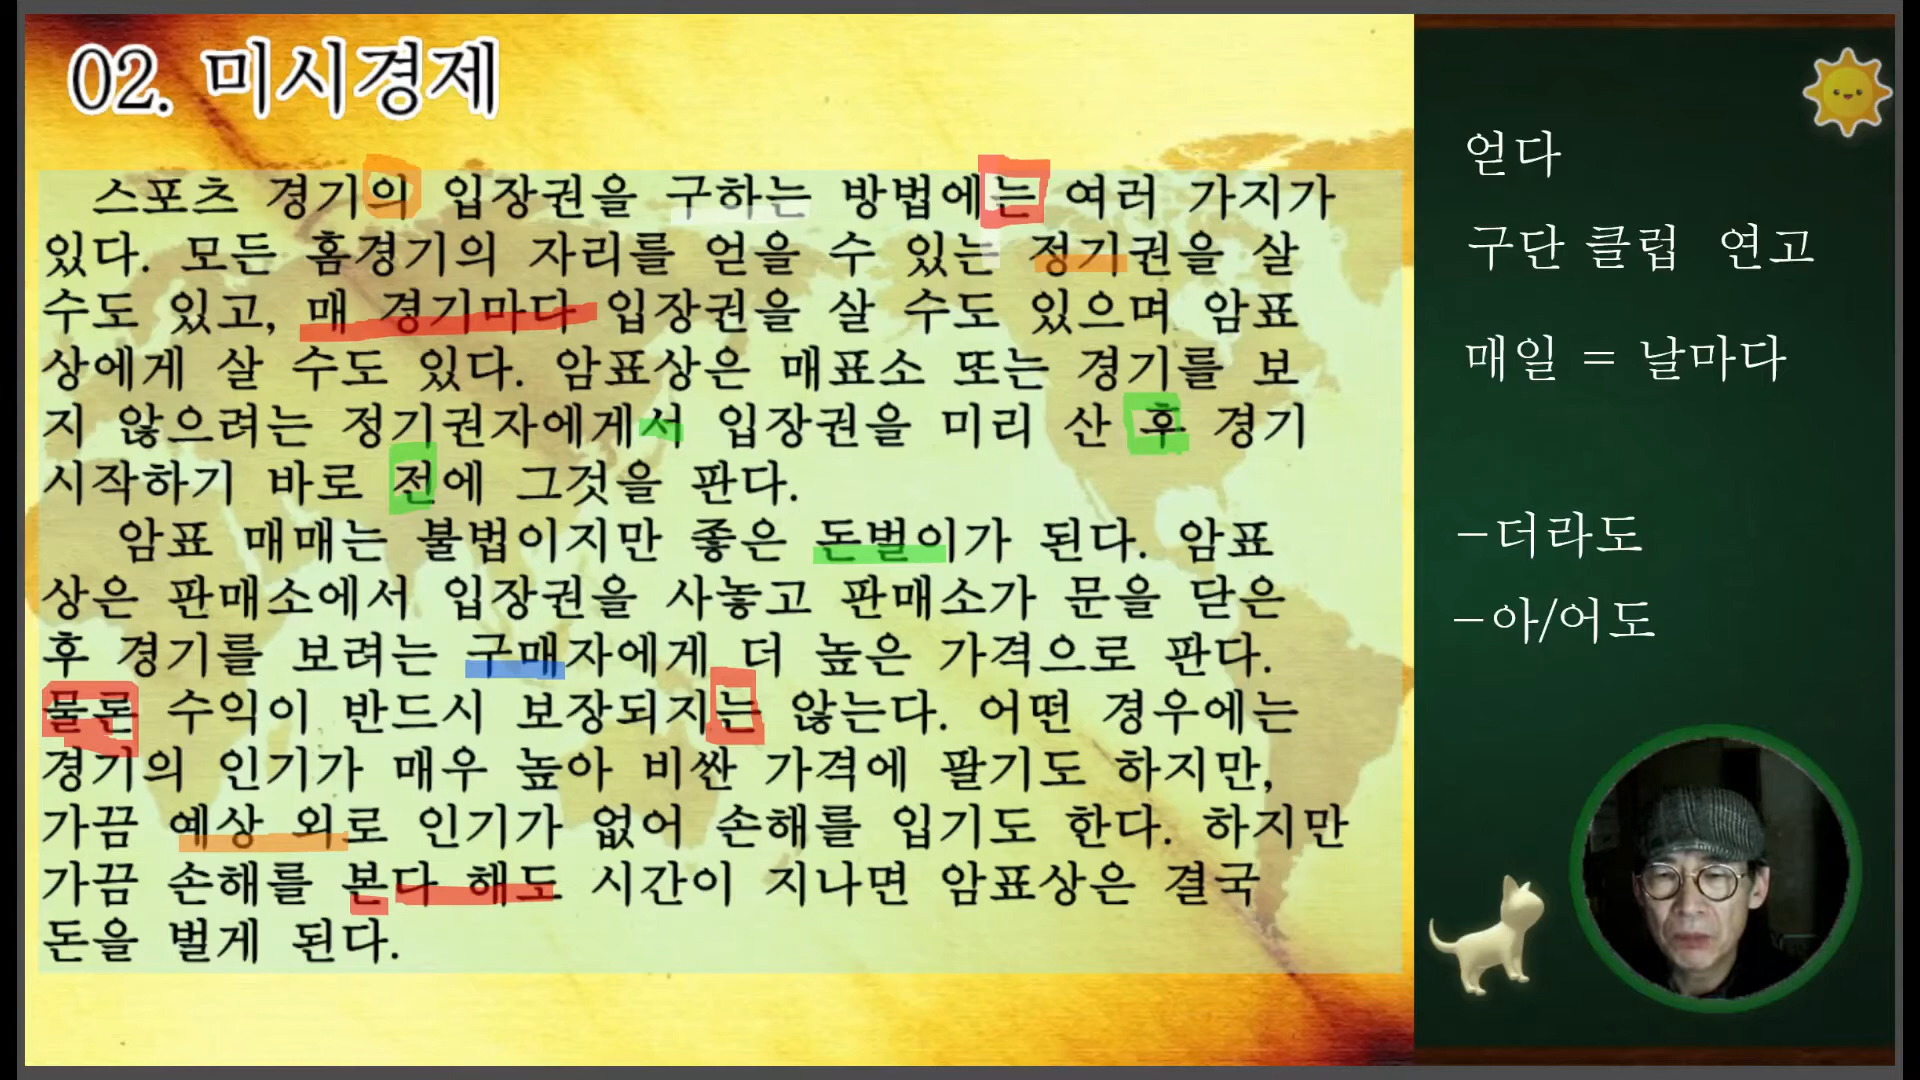 02. 미시경제
스포츠 경기의 입장권을 구하는 방법에는 여러 가지가
있다. 모든 홈경기의 자리를 얻을 수 있는 정기권을 살
수도 있고, 매 경기마다 입장권을 살 수도 있으며 암표
상에게 살 수도 있다. 암표상은 매표소 또는 경기를 보
지 않으려는 정기권자에게서 입장권을 미리 산 후 경기
시작하기 바로 전에 그것을 판다.
암표 매매는 불법이지만 좋은 돈벌이가 된다. 암표
상은 판매소에서 입장권을 사놓고 판매소가 문을 닫은
후 경기를 보려는 구매자에게 더 높은 가격으로 판다.
물론 수익이 반드시 보장되지는 않는다. 어떤 경우에는
경기의 인기가 매우 높아 비싼 가격에 팔기도 하지만,
가끔 예상 외로 인기가 없어 손해를 입기도 한다. 하지만
가끔 손해를 본다 해도 시간이 지나면 암표상은 결국
돈을 벌게 된다.
얻다
구단 클럽 연고
매일 = 날마다
-더라도
-아/어도